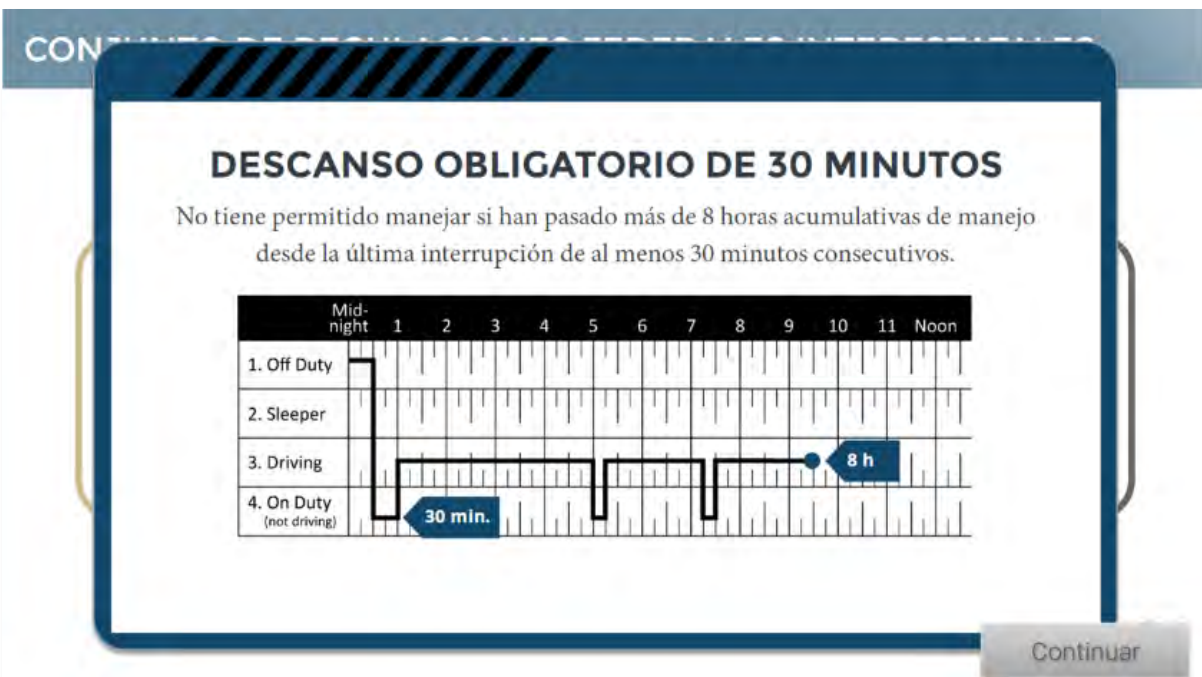 CON
DESCANSO OBLIGATORIO DE 30 MINUTOS
No tiene permitido manejar si han pasado más de 8 horas acumulativas de manejo
desde la última interrupción de al menos 30 minutos consecutivos.
Mid-
night 1 2 3 4 5 6 7 8 9 10 11 Noon
1. Off Duty
2. Sleeper
3. Driving
8 h
4. On Duty
(not driving)
30 min.
Continuar